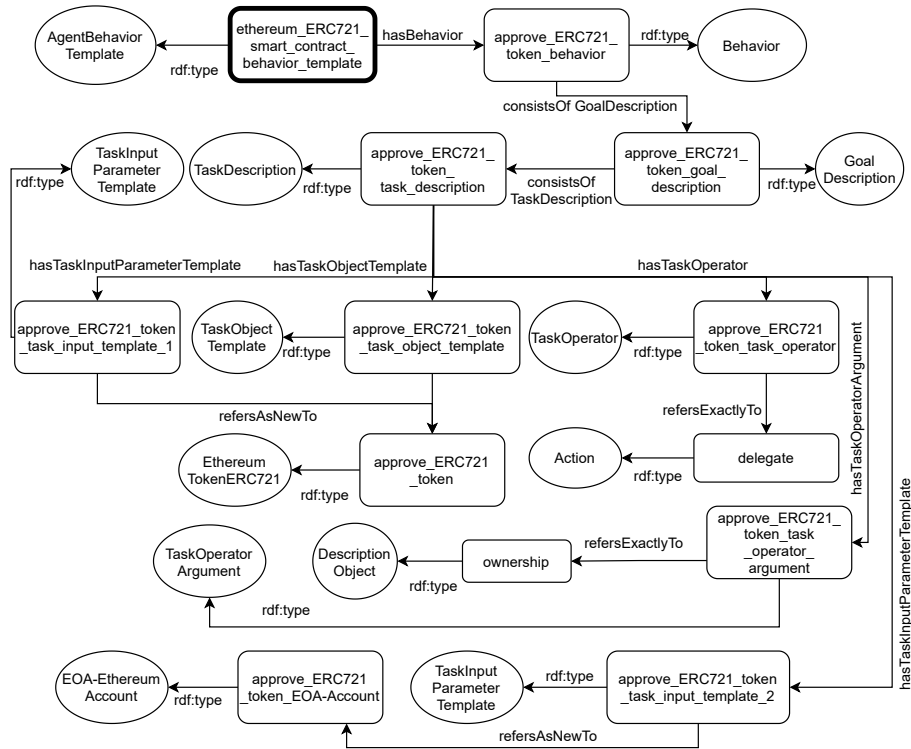 AgentBehavior
Template
rdf:type
ethereum_ERC721_
smart_contract_
behavior_template
hasBehavior
approve_ERC721_
token_behavior
rdf:type
Behavior
consistsOf GoalDescription
TaskInput
Parameter
Template
rdf:type
TaskDescription
rdf:type
approve_ERC721_
token_
task_description
consistsOf
TaskDescription
approve_ERC721_
token_goal_
description
rdf:type
Goal
Description
hasTaskInputParameterTemplate
hasTaskObjectTemplate
hasTaskOperator
approve_ERC721_token
_task_input_template_1
TaskObject
Template
rdf:type
approve_ERC721_token
_task_object_template
TaskOperator
rdf:type
approve_ERC721
_token_task_operator
hasTaskOperatorArgument
refersAsNewTo
refersExactlyTo
Ethereum
TokenERC721
rdf:type
approve_ERC721
_token
Action
rdf:type
delegate
hasTaskInputParameterTemplate
TaskOperator
Argument
Description
Object
rdf:type
ownership
refersExactlyTo
approve_ERC721_
token_task
_operator_
argument
rdf:type
EOA-Ethereum
Account
rdf:type
approve_ERC721
_token_EOA-Account
TaskInput
Parameter
Template
rdf:type
approve_ERC721_token
_task_input_template_2
refersAsNewTo